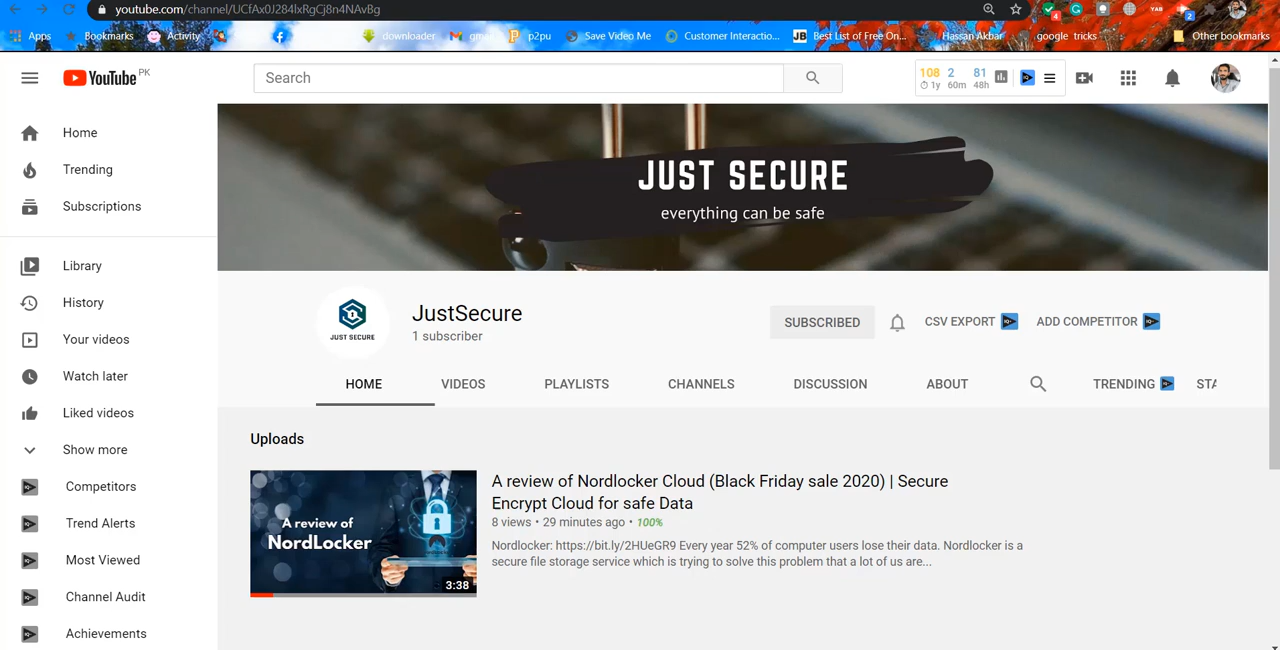 youtube.com/channel/UCfAx0J284lxRgCj8n4NAvBg
Apps Bookmarks Activity downloader gmail p2pu Save Video Me Customer Interactio... JB Best List of Free On... Hassan Akbar google tricks Other bookmarks
YouTube PK
Search
108 2 81
1y 60m 48h
Home
Trending
Subscriptions
Library
History
Your videos
Watch later
Liked videos
Show more
Competitors
Trend Alerts
Most Viewed
Channel Audit
Achievements
JUST SECURE
everything can be safe
JUST SECURE
JustSecure
1 subscriber
SUBSCRIBED
CSV EXPORT
ADD COMPETITOR
HOME VIDEOS PLAYLISTS CHANNELS DISCUSSION ABOUT TRENDING STA
Uploads
A review of
NordLocker
3:38
A review of Nordlocker Cloud (Black Friday sale 2020) | Secure
Encrypt Cloud for safe Data
8 views • 29 minutes ago • 100%
Nordlocker: https://bit.ly/2HUeGR9 Every year 52% of computer users lose their data. Nordlocker is a
secure file storage service which is trying to solve this problem that a lot of us are...